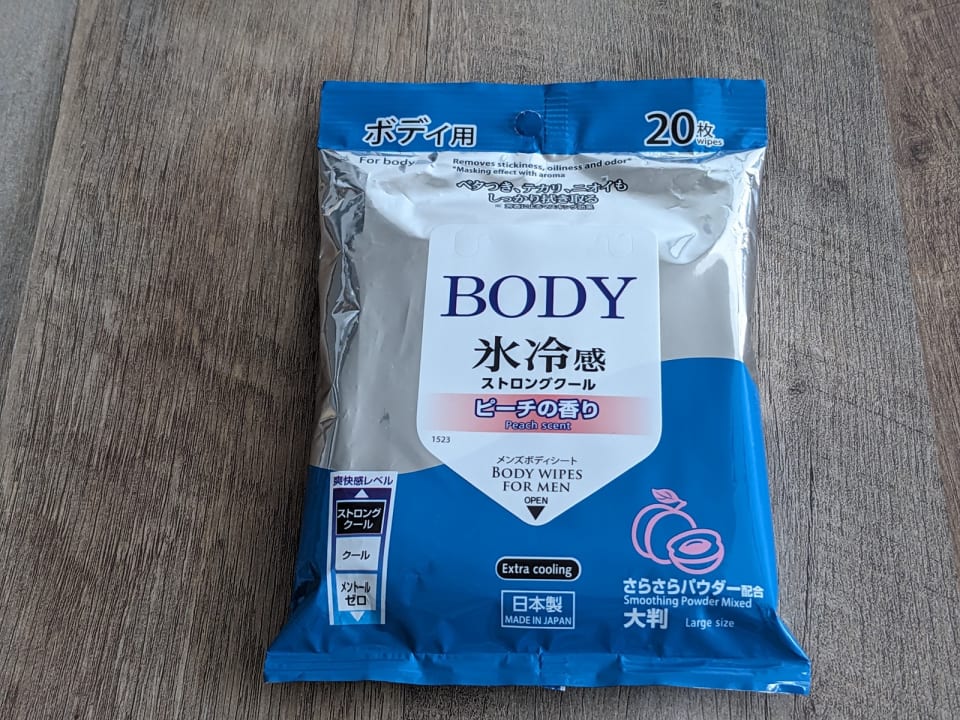 ボディ用
For body
20枚
wipes
Removes stickiness, oiliness and odor*
*Masking effect with aroma
ベタつき、テカリ、ニオイも
しっかり拭き取る
BODY
氷冷感
ストロングクール
ピーチの香り
Peach scent
1523
メンズボディシート
BODY WIPES
FOR MEN
OPEN
爽快感レベル
ストロング
クール
クール
メントール
ゼロ
Extra cooling
日本製
MADE IN JAPAN
さらさらパウダー配合
Smoothing Powder Mixed
大判 Large size